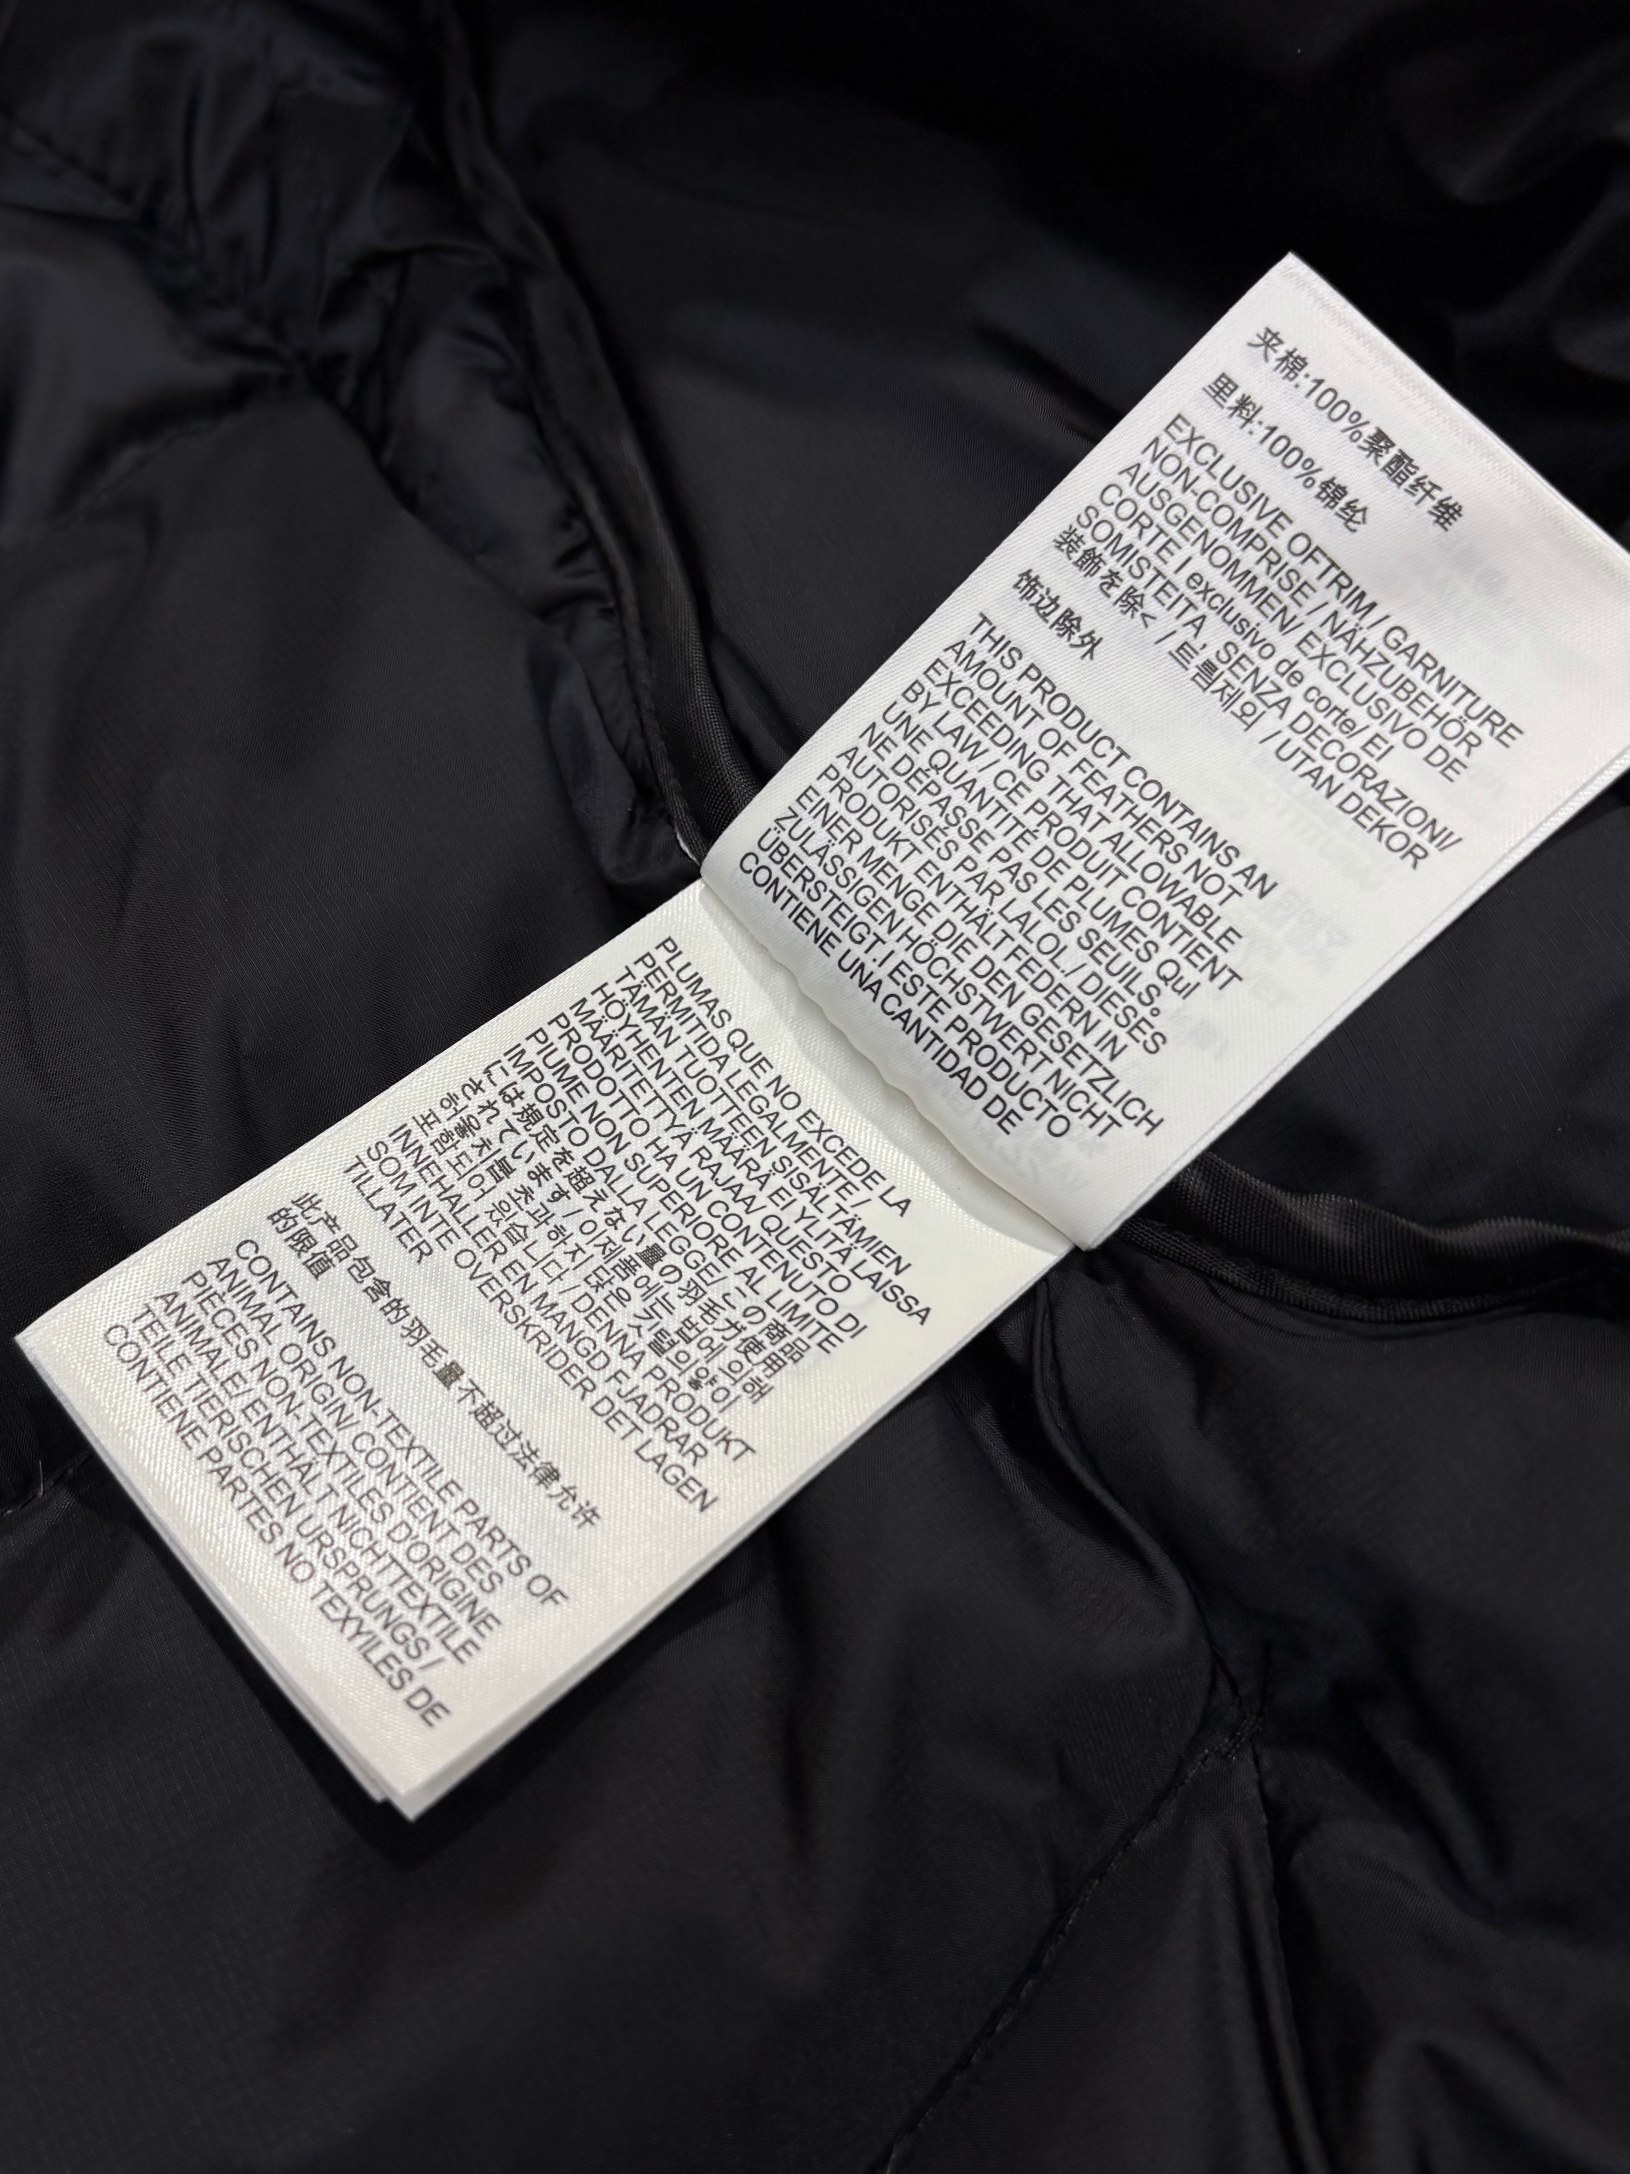 夹棉:100%聚酯纤维
里料:100%锦纶
EXCLUSIVE OFTRIM / GARNITURE
NON-COMPRISE / NÄHZUBEHÖR
AUSGENOMMEN/ EXCLUSIVO DE
CORTE I exclusivo de corte/ EI
SOMISTEITA , SENZA DECORAZIONI/
装飾を除< / 트림제외 / UTAN DEKOR
饰边除外
THIS PRODUCT CONTAINS AN
AMOUNT OF FEATHERS NOT
EXCEEDING THAT ALLOWABLE
BY LAW / CE PRODUIT CONTIENT
UNE QUANTITÉ DE PLUMES QuI
NE DÉPASSE PAS LES SEUILS。
AUTORISÉS PAR LALOL./ DIESES
PRODUKT ENTHÄLT FEDERN IN
EINER MENGE DIE DEN GESETZLICH
ZULÄSSIGEN HÖCHSTWERT NICHT
ÜBERSTEIGT.I ESTE PRODUCTO
CONTIENE UNA CANTIDAD DE
PLUMAS QUE NO EXCEDE LA
PERMITIDA LEGALMENTE /
TÄMÄN TUOTTEEN SISÄLTÄMIEN
HÖYHENTEN MÄÄRÄ EI YLITÄ LAISSA
MÄÄRITETTYÄ RAJAA/ QUESTO
PRODOTTO HA UN CONTENUTO DI
PIUME NON SUPERIORE AL LIMITE
IMPOSTO DALLA LEGGE/ この商品
には規定を超えない量の羽毛が使用
されています/ 이제품에는 법에 의해
허용치를 초과하지 않은 깃털의양이
포함되어 있습니다 / DENNA PRODUKT
INNEHALLER EN MANGD FJADRAR
SOM INTE OVERSKRIDER DET LAGEN
TILLATER
此产品包含的羽毛量不超过法律允许
的限值
CONTAINS NON-TEXTILE PARTS OF
ANIMAL ORIGIN/ CONTIENT DES
PIÈCES NON-TEXTILES D'ORIGINE
ANIMALE/ ENTHÄLT NICHTTEXTILE
TEILE TIERISCHEN URSPRUNGS /
CONTIENE PARTES NO TEXYILES DE